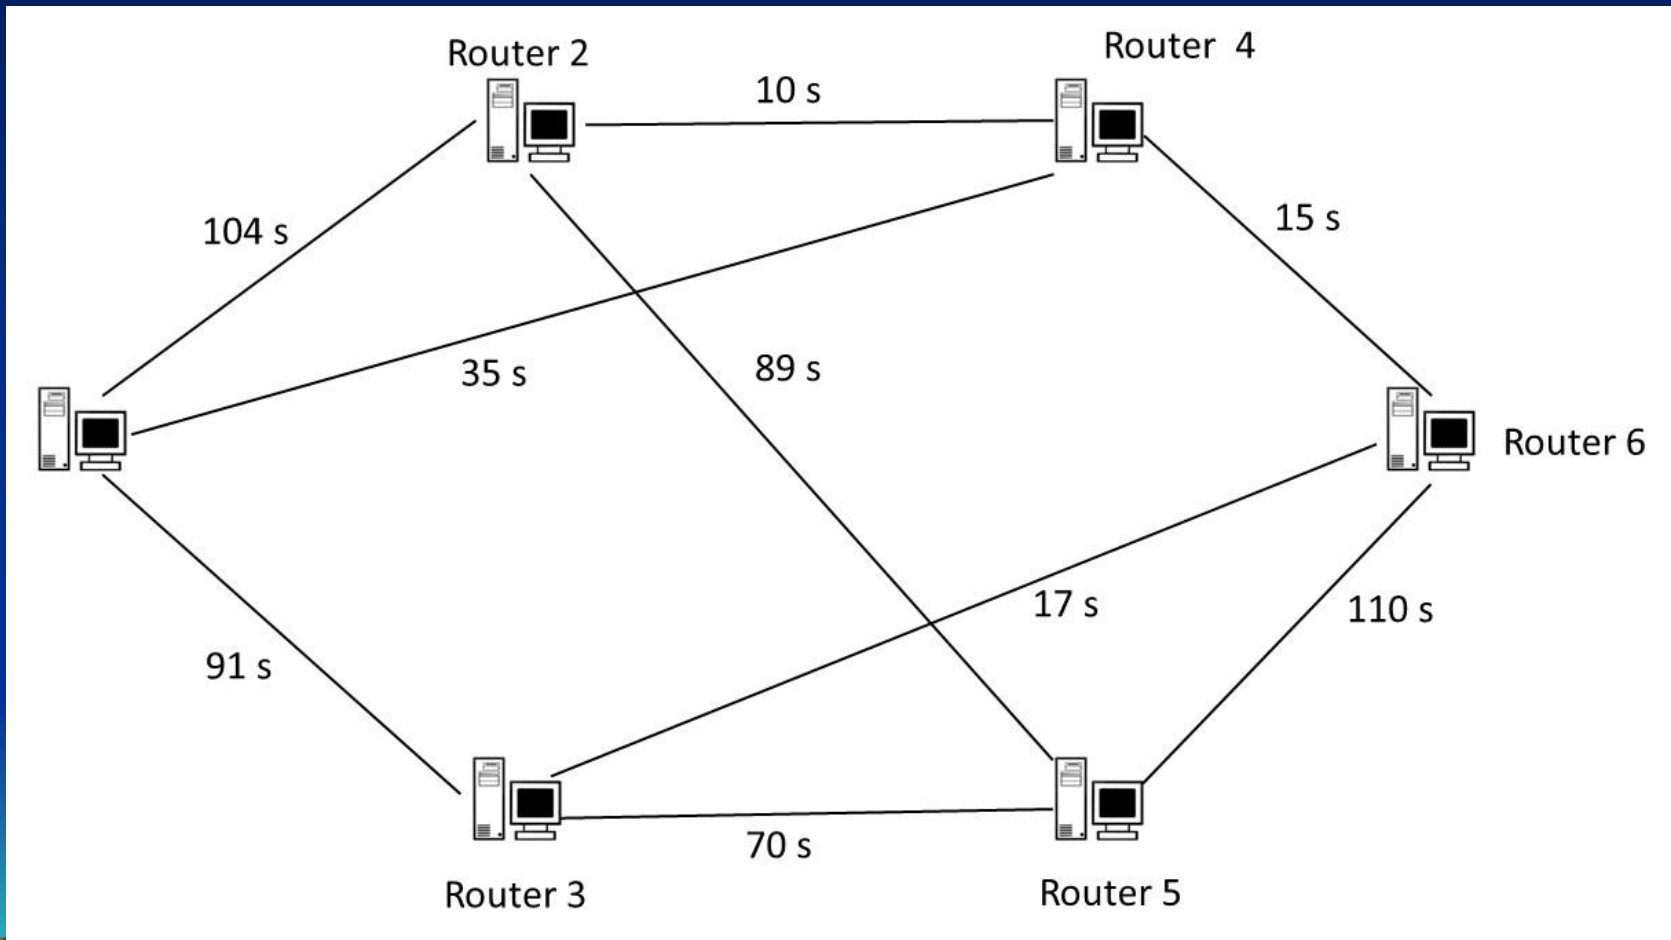 Router 2
Router 4
10 s
104 s
15 s
35 s
89 s
Router 6
17 s
110 s
91 s
70 s
Router 3
Router 5